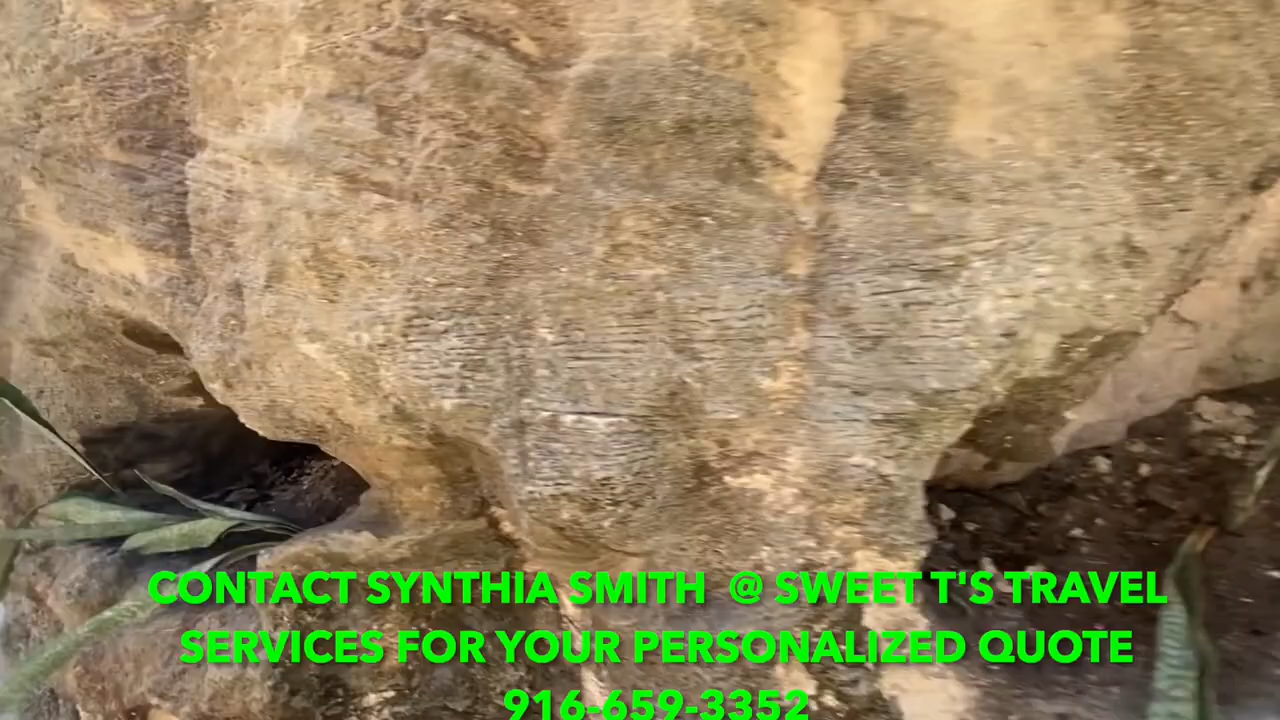 CONTACT SYNTHIA SMITH @ SWEET T'S TRAVEL
SERVICES FOR YOUR PERSONALIZED QUOTE
916-659-3352